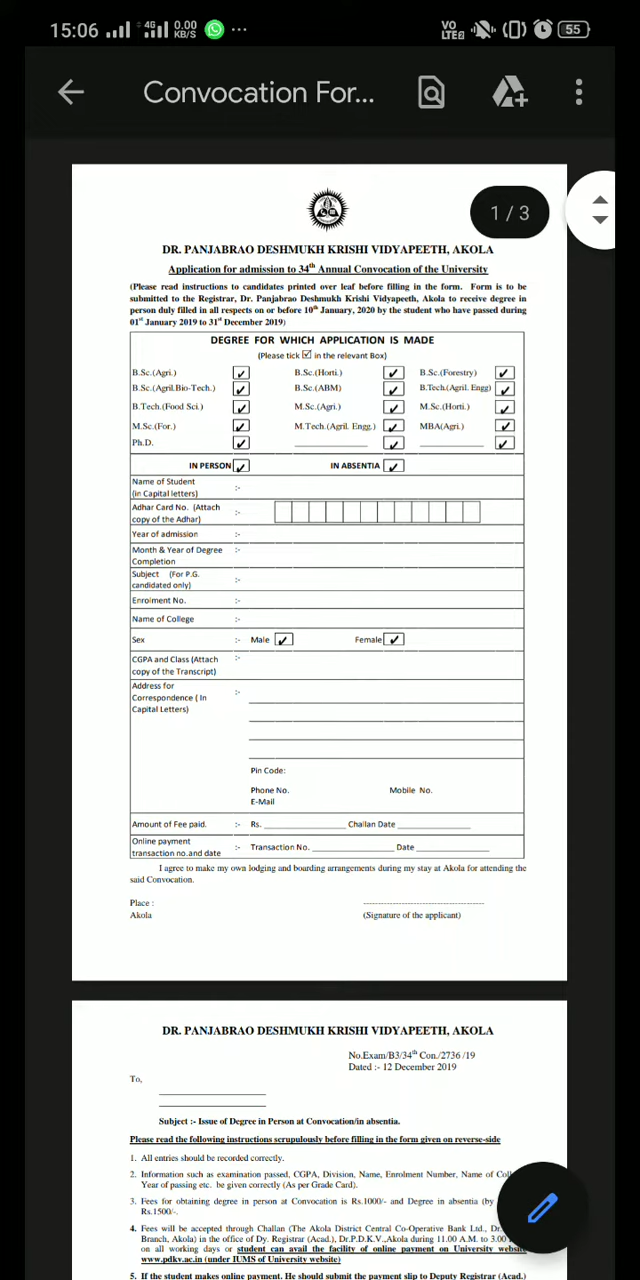 15:06 4G 0.00 KB/S ... VO LTE 55
Convocation For...
1 / 3
DR. PANJABRAO DESHMUKH KRISHI VIDYAPEETH, AKOLA
Application for admission to 34th Annual Convocation of the University
(Please read instructions to candidates printed over leaf before filling in the form. Form is to be
submitted to the Registrar, Dr. Panjabrao Deshmukh Krishi Vidyapeeth, Akola to receive degree in
person duly filled in all respects on or before 10th January, 2020 by the student who have passed during
01st January 2019 to 31st December 2019)
DEGREE FOR WHICH APPLICATION IS MADE
(Please tick ☑ in the relevant Box)
B.Sc.(Agri.) ✓ B.Sc.(Horti.) ✓ B.Sc.(Forestry) ✓
B.Sc.(Agril.Bio-Tech.) ✓ B.Sc.(ABM) ✓ B.Tech.(Agril. Engg) ✓
B.Tech.(Food Sci.) ✓ M.Sc.(Agri.) ✓ M.Sc.(Horti.) ✓
M.Sc.(For.) ✓ M.Tech.(Agril. Engg.) ✓ MBA(Agri.) ✓
Ph.D. ✓ ____________ ✓ ____________ ✓
IN PERSON ✓ IN ABSENTIA ✓
Name of Student
(in Capital letters) :-
Adhar Card No. (Attach
copy of the Adhar) :-
Year of admission :-
Month & Year of Degree :-
Completion
Subject (For P.G.
candidated only) :-
Enrolment No. :-
Name of College :-
Sex :- Male ✓ Female ✓
CGPA and Class (Attach :-
copy of the Transcript)
Address for
Correspondence ( In :-
Capital Letters)
Pin Code:
Phone No. Mobile No.
E-Mail
Amount of Fee paid. :- Rs. ____________ Challan Date ____________
Online payment
transaction no.and date :- Transaction No. ____________ Date ____________
I agree to make my own lodging and boarding arrangements during my stay at Akola for attending the
said Convocation.
Place :
Akola (Signature of the applicant)
DR. PANJABRAO DESHMUKH KRISHI VIDYAPEETH, AKOLA
No.Exam/B3/34th Con./2736 /19
Dated :- 12 December 2019
To,
Subject :- Issue of Degree in Person at Convocation/in absentia.
Please read the following instructions scrupulously before filling in the form given on reverse-side
1. All entries should be recorded correctly.
2. Information such as examination passed, CGPA, Division, Name, Enrolment Number, Name of Coll
Year of passing etc. be given correctly (As per Grade Card).
3. Fees for obtaining degree in person at Convocation is Rs.1000/- and Degree in absentia (by
Rs.1500/-.
4. Fees will be accepted through Challan (The Akola District Central Co-Operative Bank Ltd., Dr.
Branch, Akola) in the office of Dy. Registrar (Acad.), Dr.P.D.K.V.,Akola during 11.00 A.M. to 3.00
on all working days or student can avail the facility of online payment on University website
www.pdkv.ac.in (under IUMS of University website)
5. If the student makes online payment. He should submit the payment slip to Deputy Registrar (Acad.)